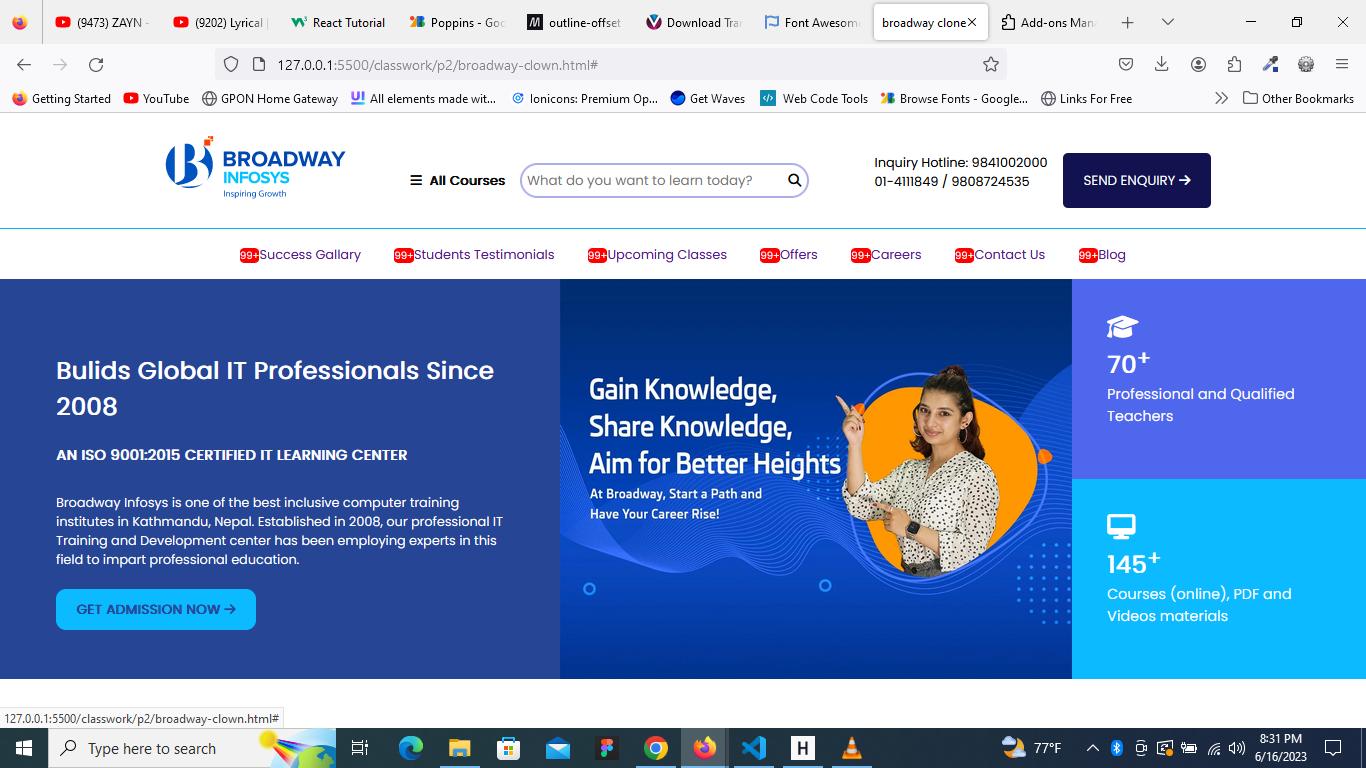 (9473) ZAYN -
(9202) Lyrical
React Tutorial
Poppins - Goo
outline-offset
Download Tra
Font Awesom
broadway clone
Add-ons Man
127.0.0.1:5500/classwork/p2/broadway-clown.html#
Getting Started
YouTube
GPON Home Gateway
All elements made wit...
Ionicons: Premium Op...
Get Waves
Web Code Tools
Browse Fonts - Google...
Links For Free
Other Bookmarks
BROADWAY
INFOSYS
Inspiring Growth
All Courses
What do you want to learn today?
Inquiry Hotline: 9841002000
01-4111849 / 9808724535
SEND ENQUIRY
99+Success Gallary
99+Students Testimonials
99+Upcoming Classes
99+Offers
99+Careers
99+Contact Us
99+Blog
Bulids Global IT Professionals Since
2008
AN ISO 9001:2015 CERTIFIED IT LEARNING CENTER
Broadway Infosys is one of the best inclusive computer training
institutes in Kathmandu, Nepal. Established in 2008, our professional IT
Training and Development center has been employing experts in this
field to impart professional education.
GET ADMISSION NOW
Gain Knowledge,
Share Knowledge,
Aim for Better Heights
At Broadway, Start a Path and
Have Your Career Rise!
70+
Professional and Qualified
Teachers
145+
Courses (online), PDF and
Videos materials
127.0.0.1:5500/classwork/p2/broadway-clown.html#
Type here to search
77°F
8:31 PM
6/16/2023